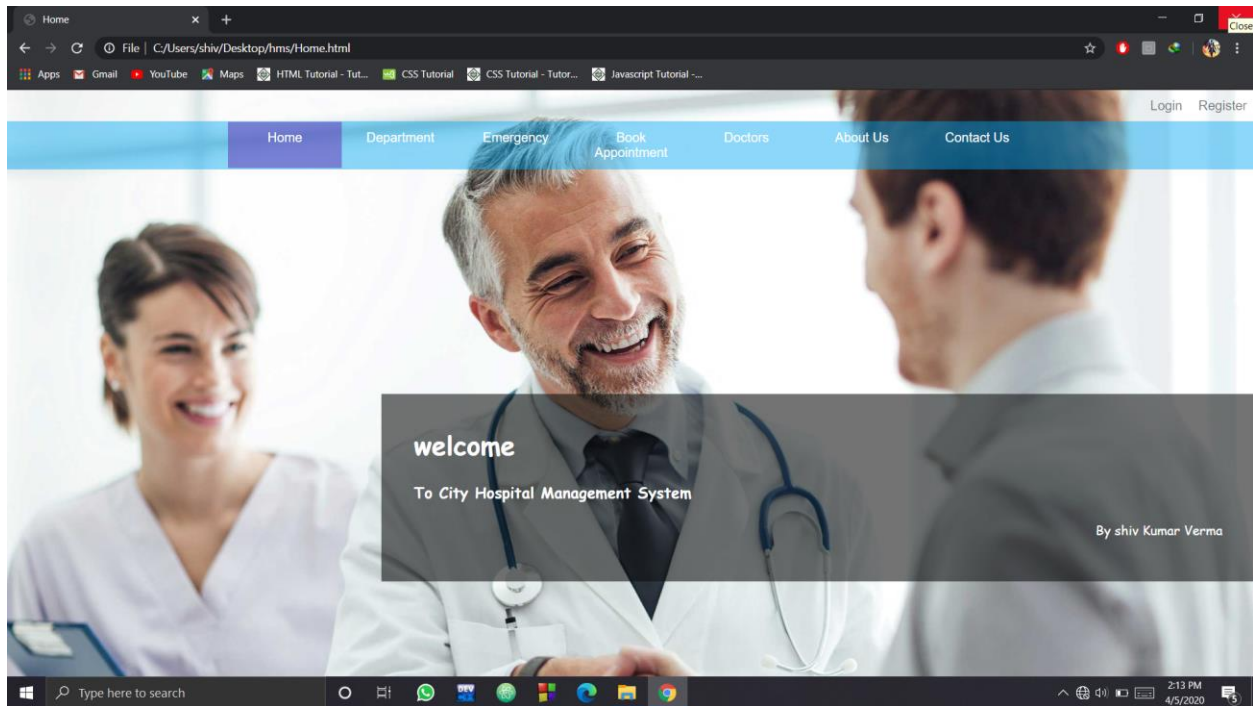 Home
Close
File | C:/Users/shiv/Desktop/hms/Home.html
Apps Gmail YouTube Maps HTML Tutorial - Tut... CSS Tutorial CSS Tutorial - Tutor... Javascript Tutorial -...
Login Register
Home Department Emergency Book Appointment Doctors About Us Contact Us
welcome
To City Hospital Management System
By shiv Kumar Verma
Type here to search
DEV
2:13 PM
4/5/2020
5